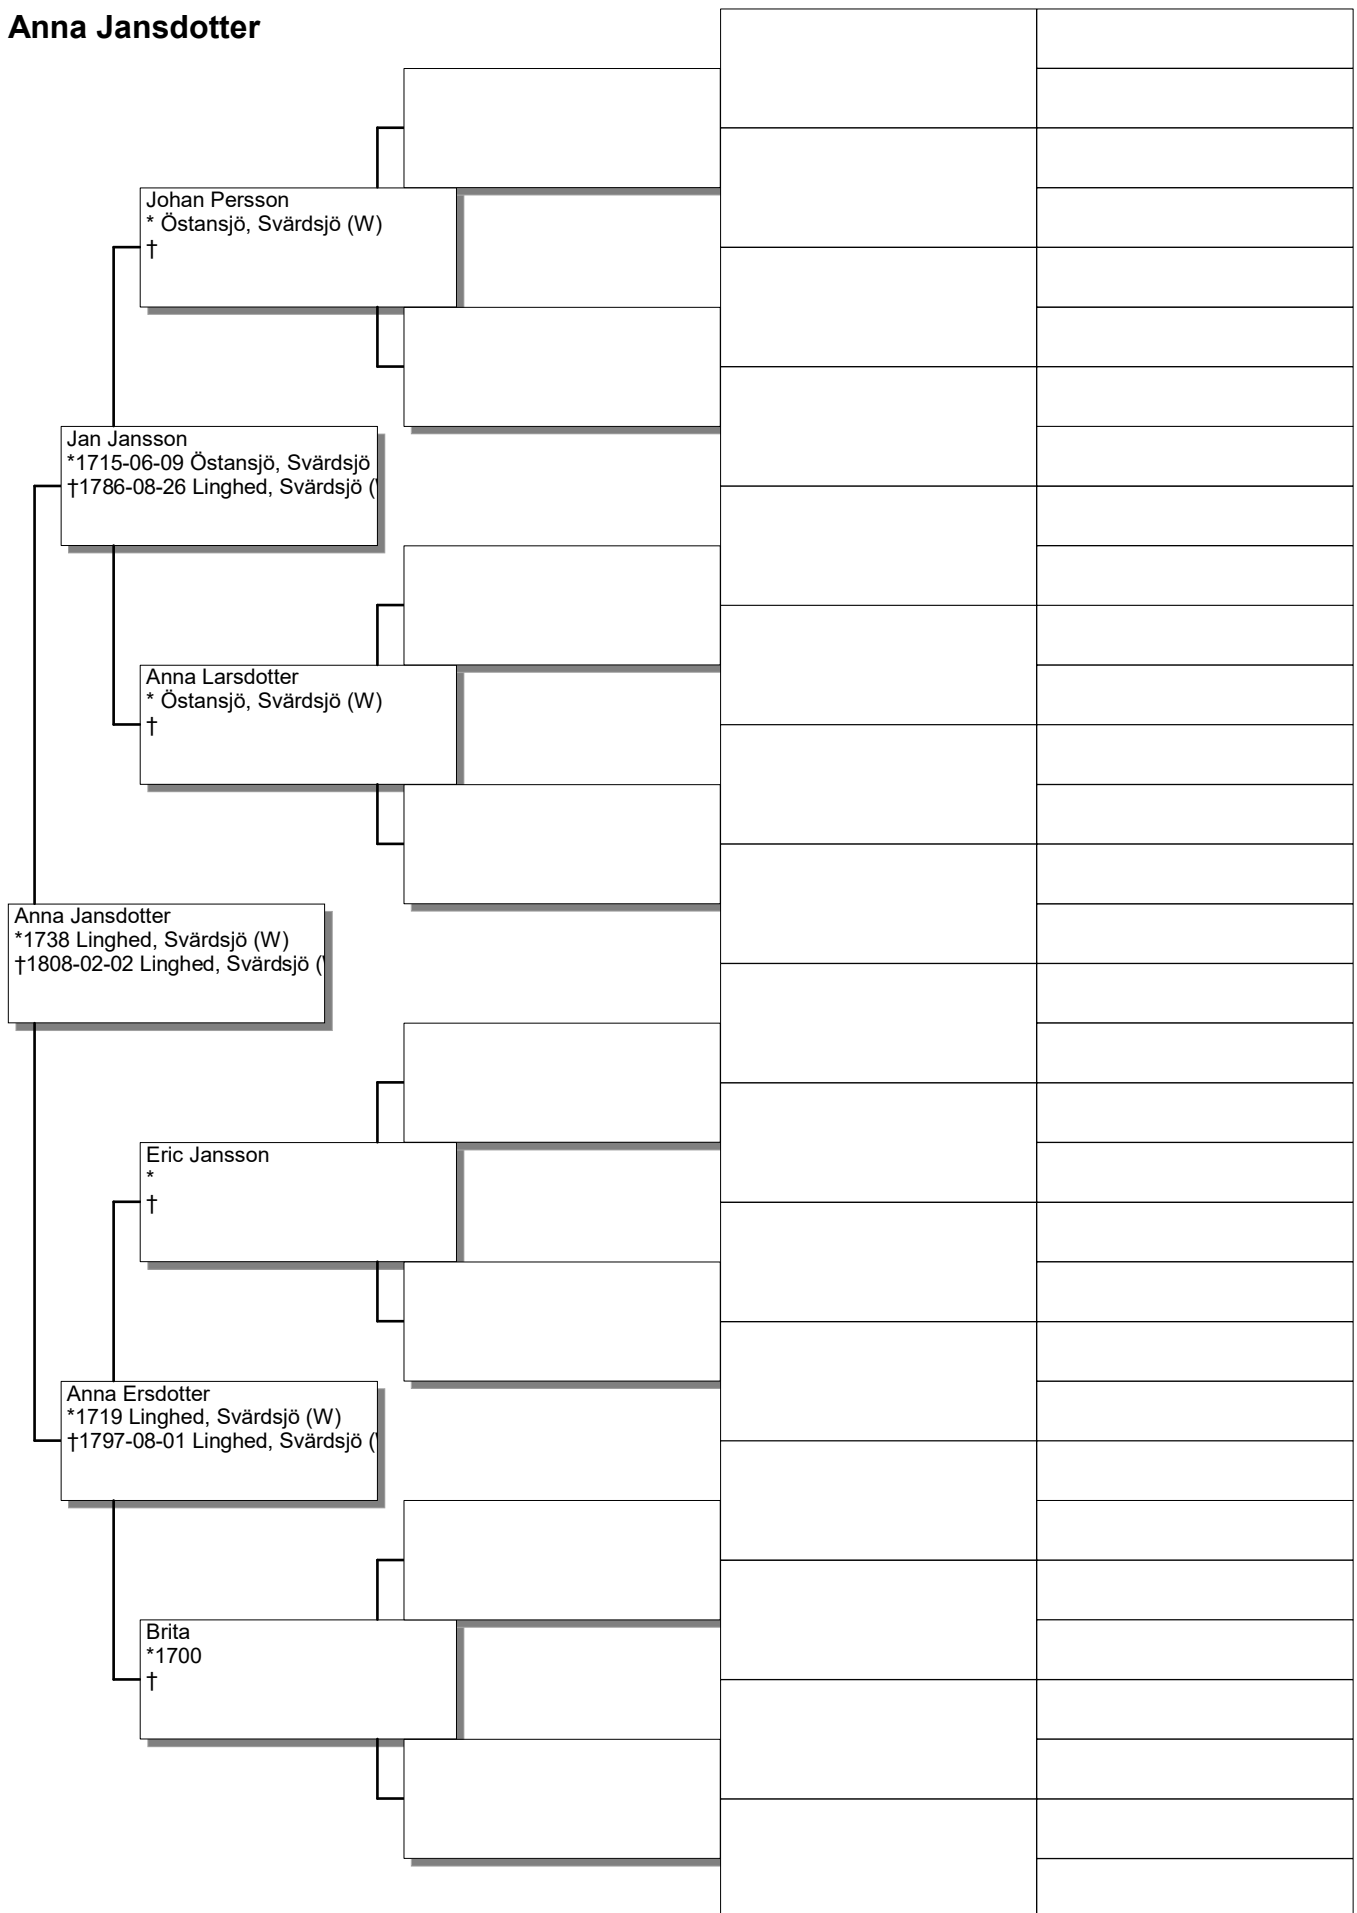 Anna Jansdotter
Johan Persson
* Östansjö, Svärdsjö (W)
†
Jan Jansson
*1715-06-09 Östansjö, Svärdsjö
†1786-08-26 Linghed, Svärdsjö (
Anna Larsdotter
* Östansjö, Svärdsjö (W)
†
Anna Jansdotter
*1738 Linghed, Svärdsjö (W)
†1808-02-02 Linghed, Svärdsjö (
Eric Jansson
*
†
Anna Ersdotter
*1719 Linghed, Svärdsjö (W)
†1797-08-01 Linghed, Svärdsjö (
Brita
*1700
†